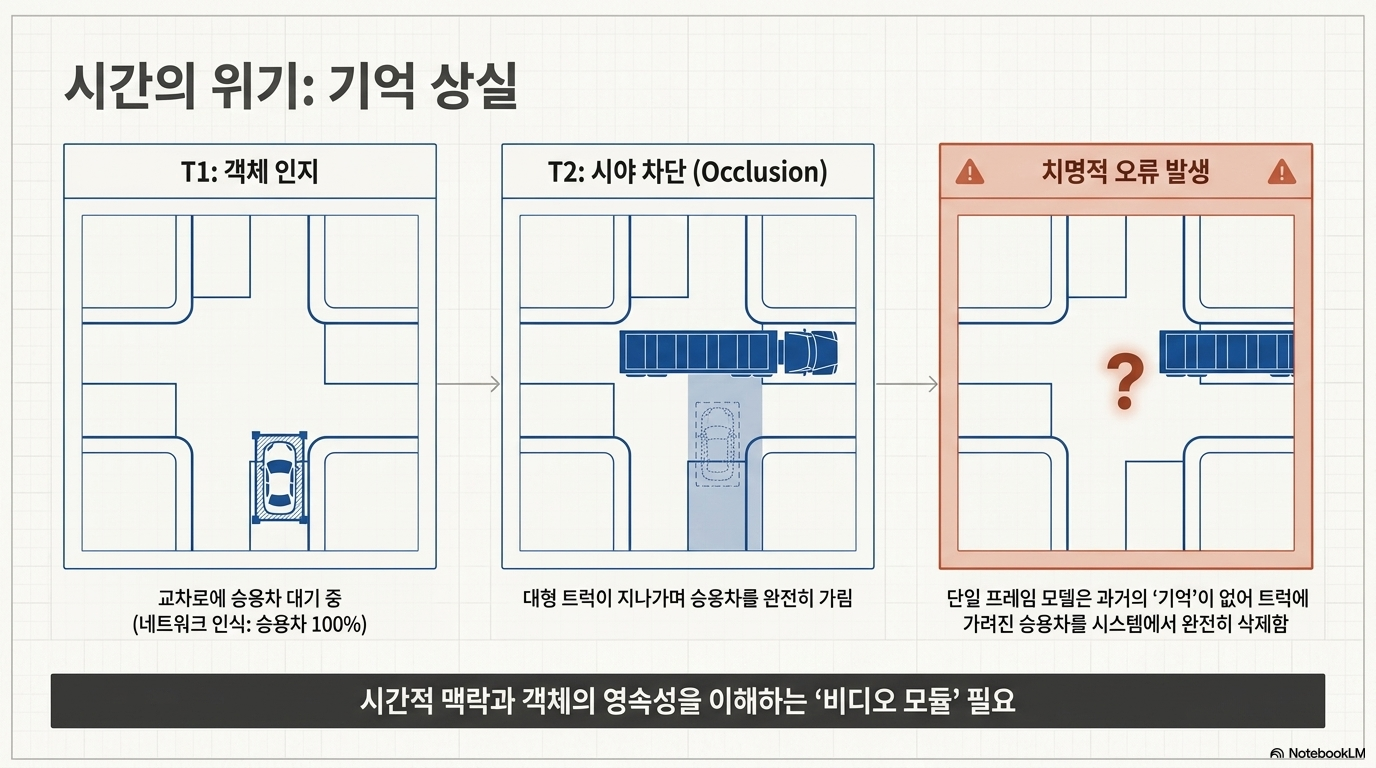 시간의 위기: 기억 상실
T1: 객체 인지
교차로에 승용차 대기 중
(네트워크 인식: 승용차 100%)
T2: 시야 차단 (Occlusion)
대형 트럭이 지나가며 승용차를 완전히 가림
치명적 오류 발생
?
단일 프레임 모델은 과거의 ‘기억’이 없어 트럭에
가려진 승용차를 시스템에서 완전히 삭제함
시간적 맥락과 객체의 영속성을 이해하는 ‘비디오 모듈’ 필요
NotebookLM